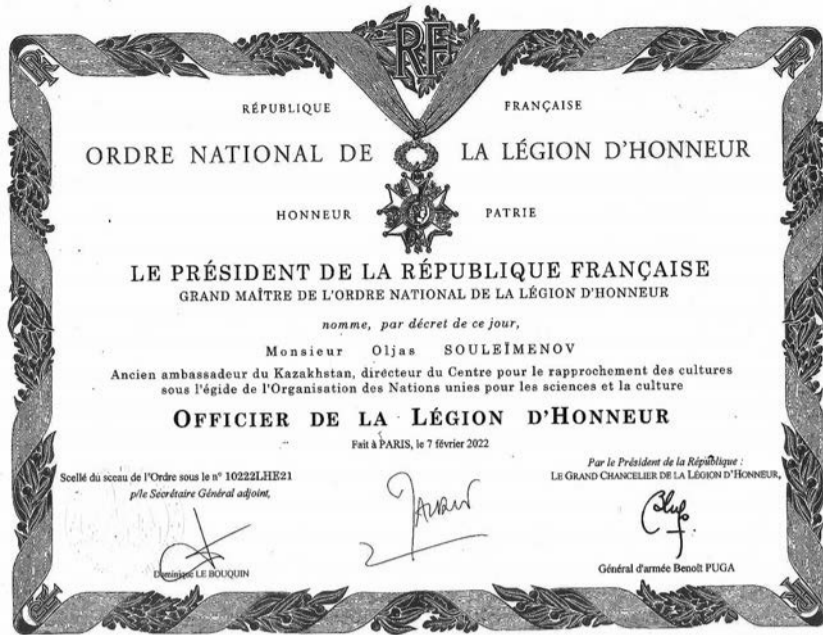 RF
RÉPUBLIQUE FRANÇAISE
ORDRE NATIONAL DE LA LÉGION D'HONNEUR
HONNEUR PATRIE
LE PRÉSIDENT DE LA RÉPUBLIQUE FRANÇAISE
GRAND MAÎTRE DE L'ORDRE NATIONAL DE LA LÉGION D'HONNEUR
nomme, par décret de ce jour,
Monsieur Oljas SOULEÏMENOV
Ancien ambassadeur du Kazakhstan, directeur du Centre pour le rapprochement des cultures
sous l'égide de l'Organisation des Nations unies pour les sciences et la culture
OFFICIER DE LA LÉGION D'HONNEUR
Fait à PARIS, le 7 février 2022
Scellé du sceau de l'Ordre sous le n° 10222LHE21
p/le Secrétaire Général adjoint,
Dominique LE BOUQUIN
Par le Président de la République :
LE GRAND CHANCELIER DE LA LÉGION D'HONNEUR,
Général d'armée Benoît PUGA